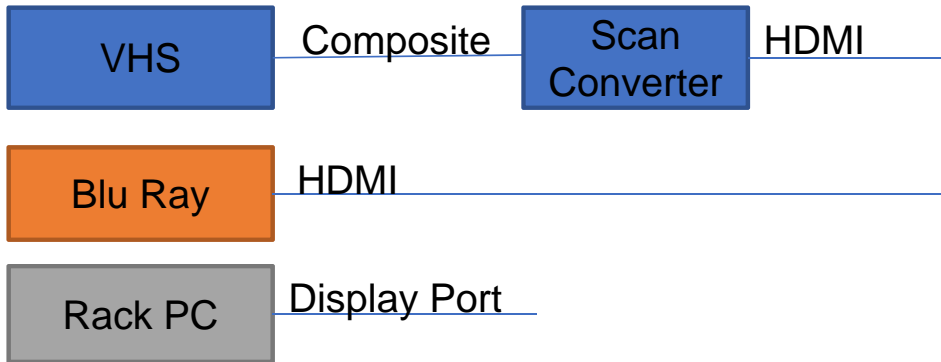 VHS
Composite
Scan
Converter
HDMI
Blu Ray
HDMI
Rack PC
Display Port